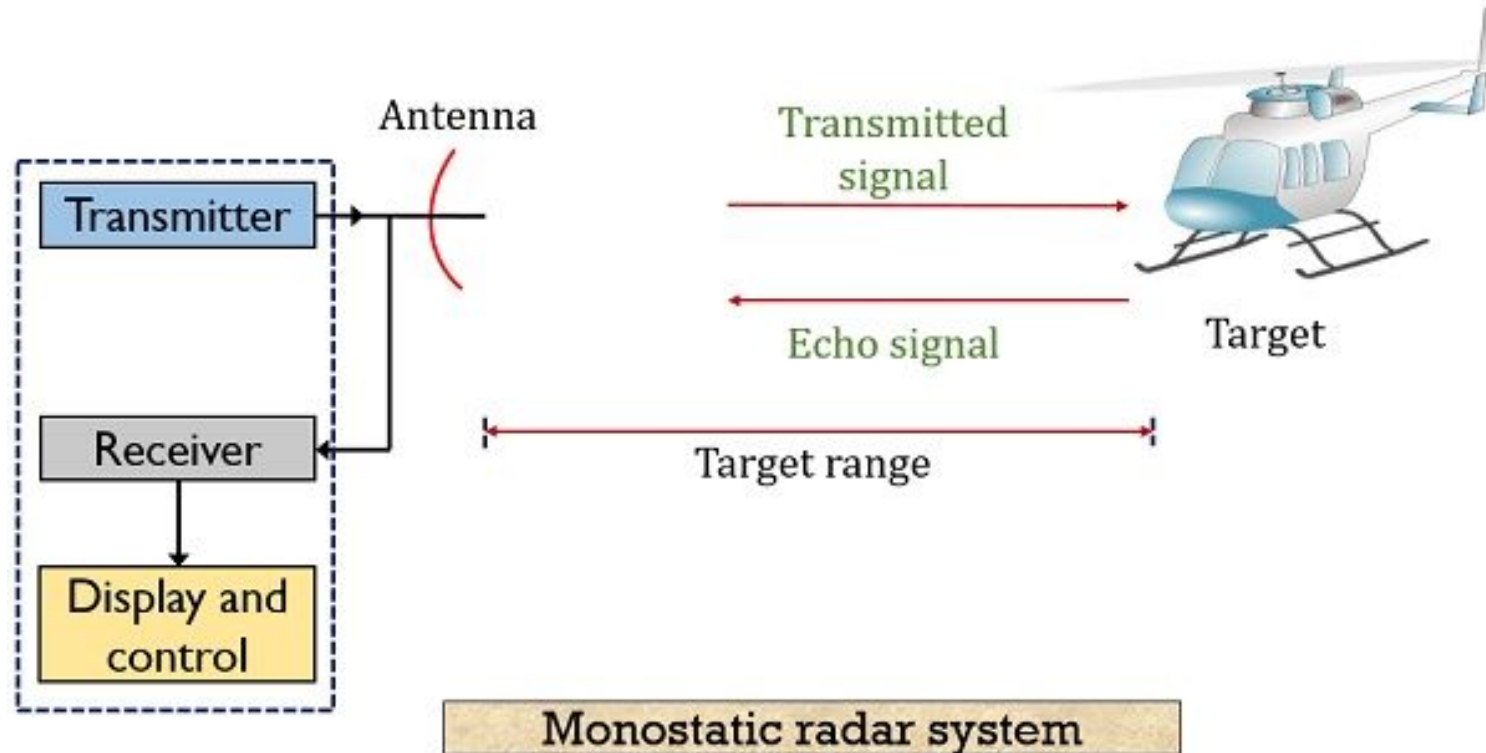 Antenna
Transmitted
signal
Transmitter
Echo signal
Target
Receiver
Target range
Display and
control
Monostatic radar system